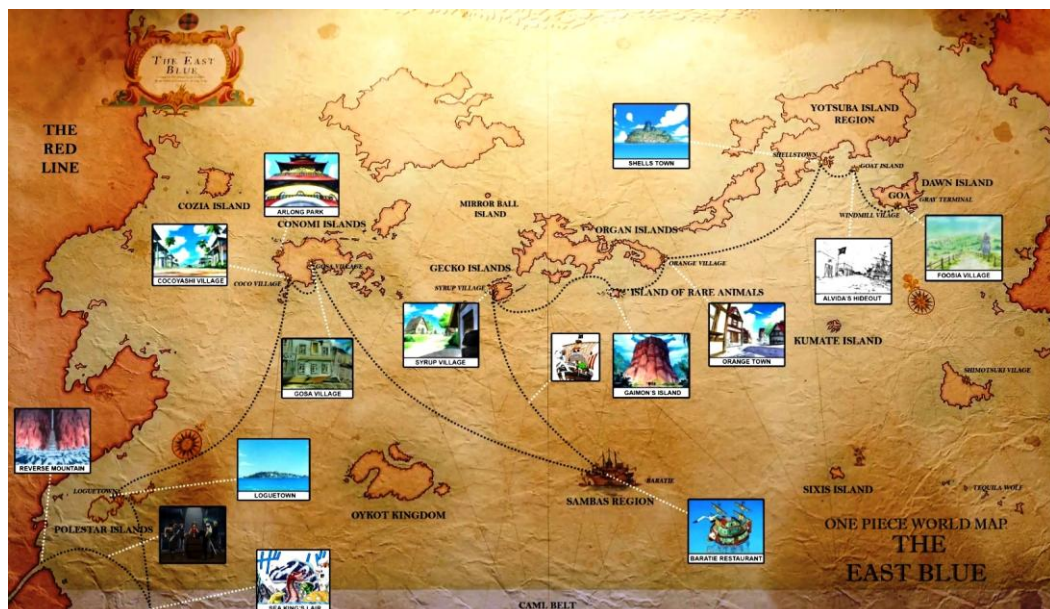 THE EAST
BLUE
THE
RED
LINE
YOTSUBA ISLAND
REGION
SHELLS TOWN
SHELLSTOWN
GOAT ISLAND
DAWN ISLAND
GOA
GRAY TERMINAL
WINDMILL VILAGE
ARLONG PARK
COZIA ISLAND
MIRROR BALL
ISLAND
CONOMI ISLANDS
ORGAN ISLANDS
COCOYASHI VILLAGE
GOSA VILLAGE
COCO VILLAGE
GECKO ISLANDS
SYRUP VILLAGE
ORANGE VILLAGE
ISLAND OF RARE ANIMALS
FOOSIA VILLAGE
ALVIDA'S HIDEOUT
KUMATE ISLAND
SYRUP VILLAGE
GAIMON'S ISLAND
ORANGE TOWN
SHIMOTSUKI VILAGE
GOSA VILLAGE
REVERSE MOUNTAIN
LOGUETOWN
LOGUETOWN
POLESTAR ISLANDS
OYKOT KINGDOM
BARATIE
SAMBAS REGION
SIXIS ISLAND
TEQUILA WOLF
BARATIE RESTAURANT
ONE PIECE WORLD MAP
THE
EAST BLUE
SEA KING'S LAIR
CAML BELT